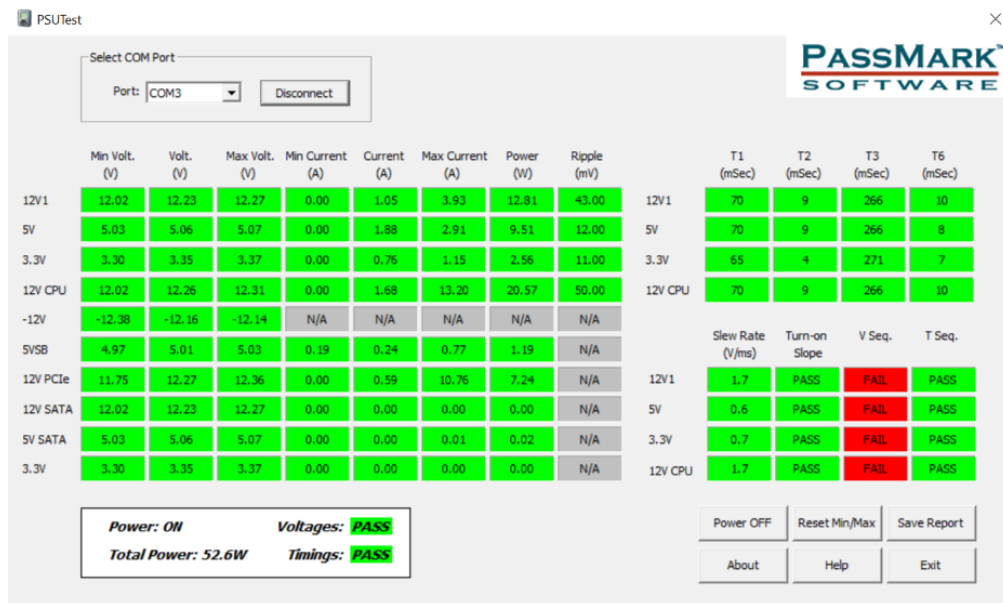 PSUTest
Select COM Port
Port: COM3 Disconnect
PASSMARK™
SOFTWARE
Min Volt. (V) Volt. (V) Max Volt. (V) Min Current (A) Current (A) Max Current (A) Power (W) Ripple (mV)
12V1 12.02 12.23 12.27 0.00 1.05 3.93 12.81 43.00
5V 5.03 5.06 5.07 0.00 1.88 2.91 9.51 12.00
3.3V 3.30 3.35 3.37 0.00 0.76 1.15 2.56 11.00
12V CPU 12.02 12.26 12.31 0.00 1.68 13.20 20.57 50.00
-12V -12.38 -12.16 -12.14 N/A N/A N/A N/A N/A
5VSB 4.97 5.01 5.03 0.19 0.24 0.77 1.19 N/A
12V PCIe 11.75 12.27 12.36 0.00 0.59 10.76 7.24 N/A
12V SATA 12.02 12.23 12.27 0.00 0.00 0.00 0.00 N/A
5V SATA 5.03 5.06 5.07 0.00 0.00 0.01 0.02 N/A
3.3V 3.30 3.35 3.37 0.00 0.00 0.00 0.00 N/A
T1 (mSec) T2 (mSec) T3 (mSec) T6 (mSec)
12V1 70 9 266 10
5V 70 9 266 8
3.3V 65 4 271 7
12V CPU 70 9 266 10
Slew Rate (V/ms) Turn-on Slope V Seq. T Seq.
12V1 1.7 PASS FAIL PASS
5V 0.6 PASS FAIL PASS
3.3V 0.7 PASS FAIL PASS
12V CPU 1.7 PASS FAIL PASS
Power: ON Voltages: PASS
Total Power: 52.6W Timings: PASS
Power OFF Reset Min/Max Save Report
About Help Exit